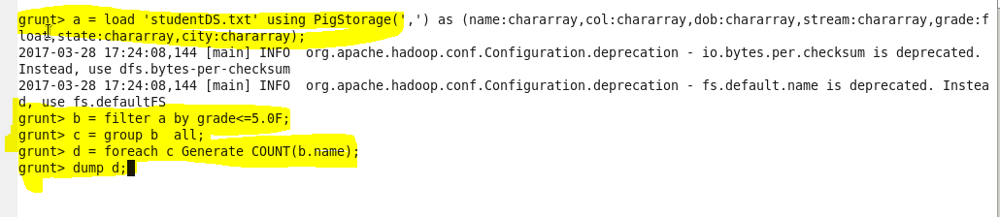 grunt> a = load 'studentDS.txt' using PigStorage(',') as (name:chararray,col:chararray,dob:chararray,stream:chararray,grade:f
loat,state:chararray,city:chararray);
2017-03-28 17:24:08,144 [main] INFO  org.apache.hadoop.conf.Configuration.deprecation - io.bytes.per.checksum is deprecated.
Instead, use dfs.bytes-per-checksum
2017-03-28 17:24:08,144 [main] INFO  org.apache.hadoop.conf.Configuration.deprecation - fs.default.name is deprecated. Instea
d, use fs.defaultFS
grunt> b = filter a by grade<=5.0F;
grunt> c = group b  all;
grunt> d = foreach c Generate COUNT(b.name);
grunt> dump d;